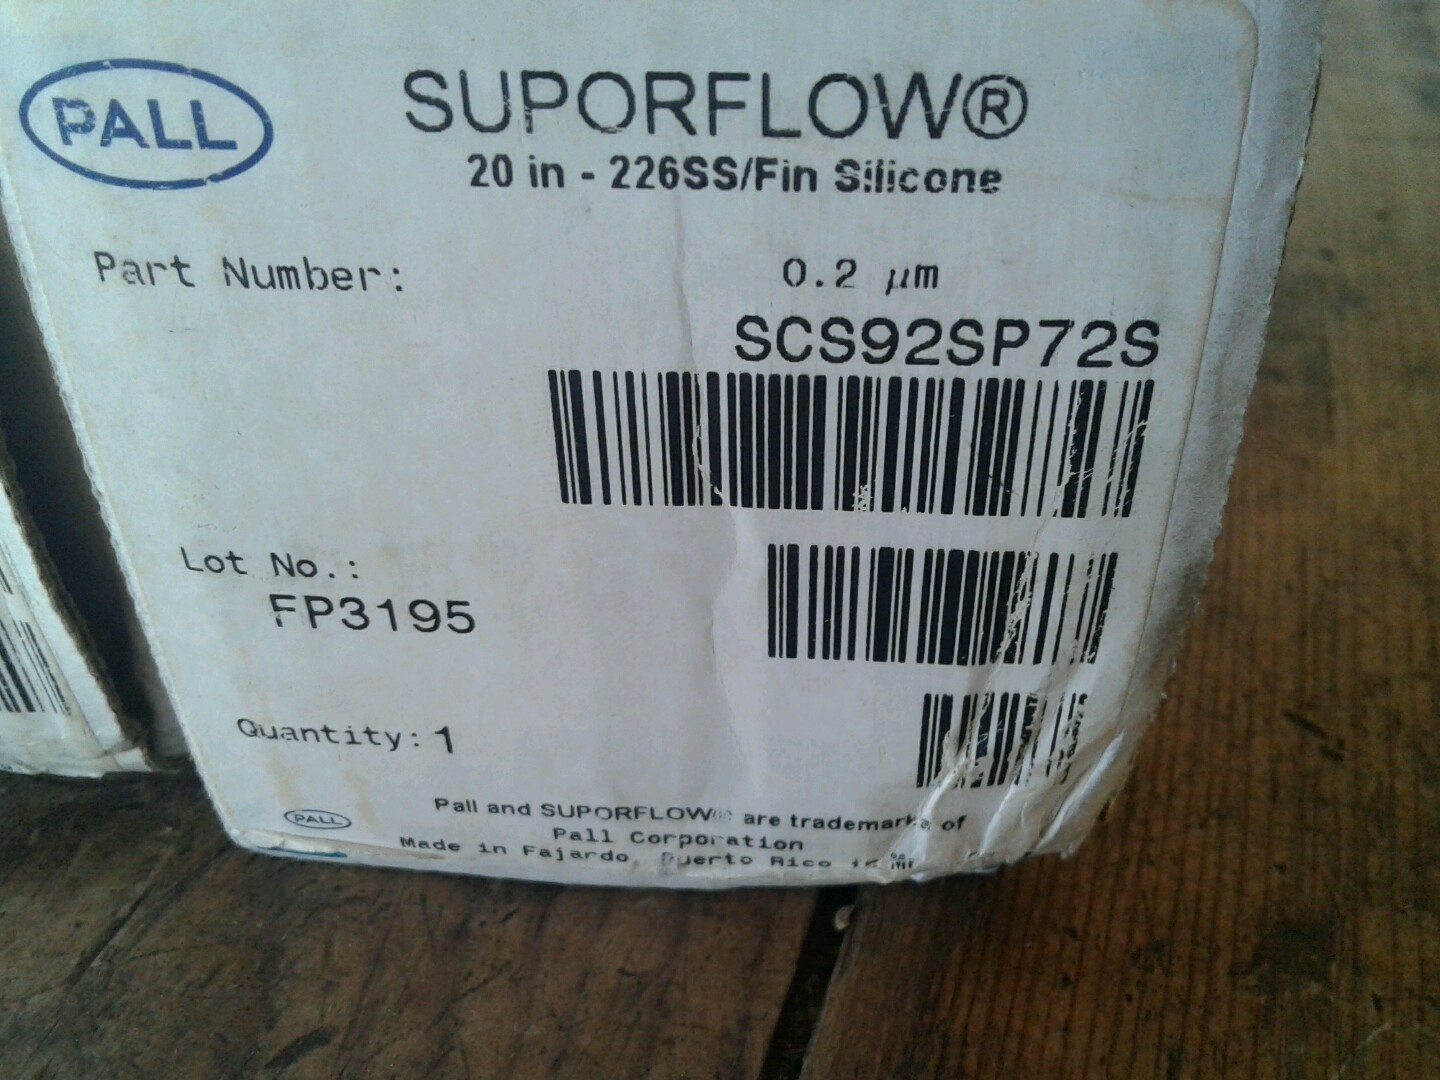 PALL
SUPORFLOW®
20 in - 226SS/Fin Silicone
Part Number:
0.2 µm
SCS92SP72S
Lot No.:
FP3195
Quantity: 1
PALL
Pall and SUPORFLOW® are trademarks of
Pall Corporation
Made in Fajardo, Puerto Rico